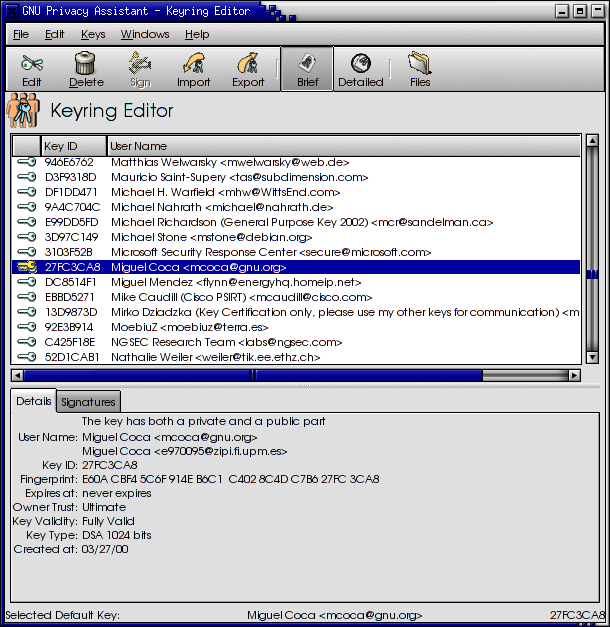 GNU Privacy Assistant - Keyring Editor
File Edit Keys Windows Help
Edit Delete Sign Import Export Brief Detailed Files
Keyring Editor
Key ID User Name
946E6762 Matthias Welwarsky <mwelwarsky@web.de>
D3F9318D Mauricio Saint-Supery <tas@subdimension.com>
DF1DD471 Michael H. Warfield <mhw@WittsEnd.com>
9A4C704C Michael Nahrath <michael@nahrath.de>
E99DD5FD Michael Richardson (General Purpose Key 2002) <mcr@sandelman.ca>
3D97C149 Michael Stone <mstone@debian.org>
3103F52B Microsoft Security Response Center <secure@microsoft.com>
27FC3CA8 Miguel Coca <mcoca@gnu.org>
DC8514F1 Miguel Mendez <flynn@energyhq.homeip.net>
EBBD5271 Mike Caudill (Cisco PSIRT) <mcaudill@cisco.com>
13D9873D Mirko Dziadzka (Key Certification only, please use my other keys for communication) <m
92E3B914 MoebiuZ <moebiuz@terra.es>
C425F18E NGSEC Research Team <labs@ngsec.com>
52D1CAB1 Nathalie Weiler <weiler@tik.ee.ethz.ch>
Details Signatures
The key has both a private and a public part
User Name: Miguel Coca <mcoca@gnu.org>
Miguel Coca <e970095@zipi.fi.upm.es>
Key ID: 27FC3CA8
Fingerprint: E60A CBF4 5C6F 914E B6C1 C402 8C4D C7B6 27FC 3CA8
Expires at: never expires
Owner Trust: Ultimate
Key Validity: Fully Valid
Key Type: DSA 1024 bits
Created at: 03/27/00
Selected Default Key: Miguel Coca <mcoca@gnu.org> 27FC3CA8